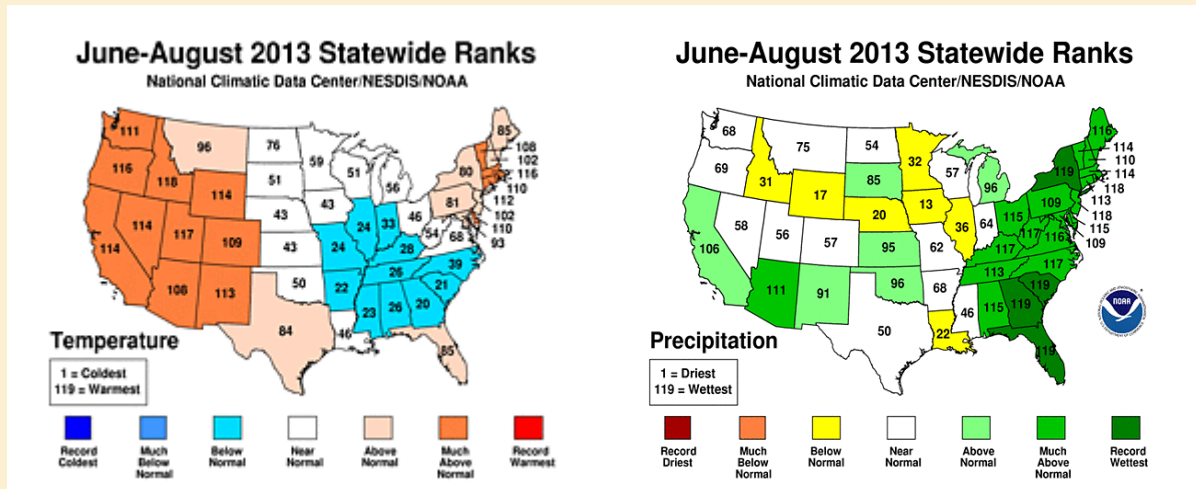 June-August 2013 Statewide Ranks
National Climatic Data Center/NESDIS/NOAA
111
96
76
59
85
108
102
116
110
112
102
110
93
116
118
114
51
51
56
80
81
114
114
117
109
43
43
43
24
24
33
46
54
68
28
108
113
50
22
26
39
21
84
46
23
26
20
85
Temperature
1 = Coldest
119 = Warmest
Record
Coldest
Much
Below
Normal
Below
Normal
Near
Normal
Above
Normal
Much
Above
Normal
Record
Warmest
June-August 2013 Statewide Ranks
National Climatic Data Center/NESDIS/NOAA
68
75
54
32
116
114
110
114
118
113
118
115
109
69
31
17
85
57
96
119
109
106
58
56
57
20
13
36
64
115
117
116
95
62
117
117
111
91
96
68
113
119
50
22
46
115
119
119
NOAA
Precipitation
1 = Driest
119 = Wettest
Record
Driest
Much
Below
Normal
Below
Normal
Near
Normal
Above
Normal
Much
Above
Normal
Record
Wettest